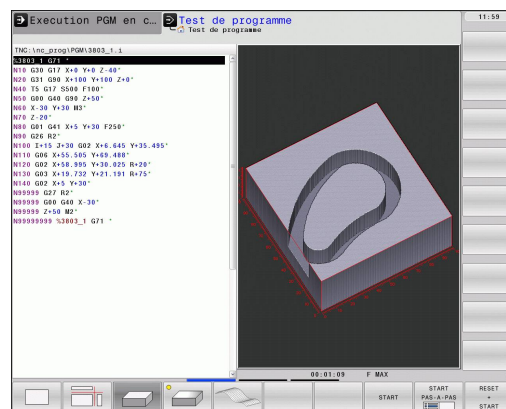 Execution PGM en c...
Test de programme
Test de programme
11:59
TNC:\nc_prog\PGM\3803_1.i
%3803_1 G71 *
N10 G30 G17 X+0 Y+0 Z-40*
N20 G31 G90 X+100 Y+100 Z+0*
N40 T5 G17 S500 F100*
N50 G00 G40 G90 Z+50*
N60 X-30 Y+30 M3*
N70 Z-20*
N80 G01 G41 X+5 Y+30 F250*
N90 G26 R2*
N100 I+15 J+30 G02 X+6.645 Y+35.495*
N110 G06 X+55.505 Y+69.488*
N120 G02 X+58.995 Y+30.025 R+20*
N130 G03 X+19.732 Y+21.191 R+75*
N140 G02 X+5 Y+30*
N99999 G27 R2*
N99999 G00 G40 X-30*
N99999 Z+50 M2*
N99999999 %3803_1 G71 *
00:01:09 F MAX
START
START PAS-A-PAS
RESET + START